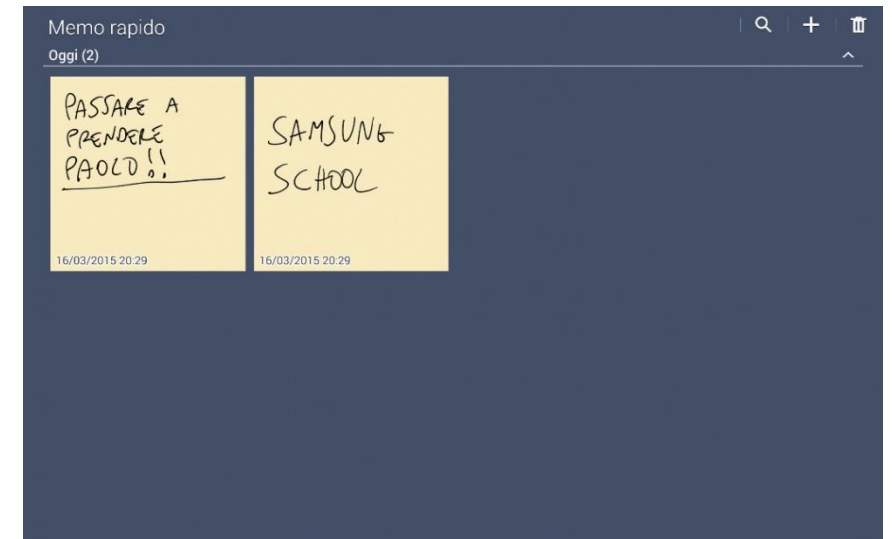 Memo rapido
Oggi (2)
PASSARE A
PRENDERE
PAOLO!!
16/03/2015 20:29
SAMSUNG
SCHOOL
16/03/2015 20:29